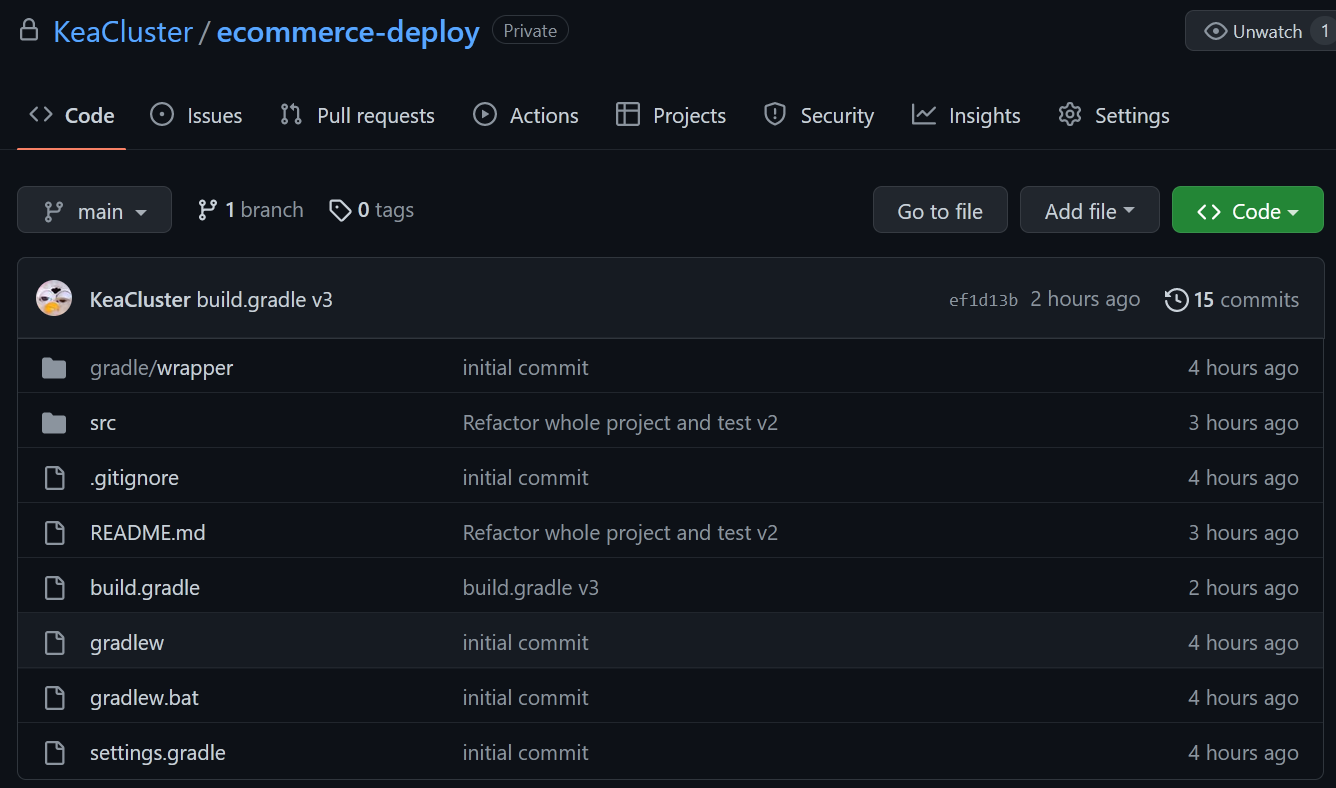 KeaCluster / ecommerce-deploy Private Unwatch 1
Code Issues Pull requests Actions Projects Security Insights Settings
main 1 branch 0 tags Go to file Add file Code
KeaCluster build.gradle v3 ef1d13b 2 hours ago 15 commits
gradle/wrapper initial commit 4 hours ago
src Refactor whole project and test v2 3 hours ago
.gitignore initial commit 4 hours ago
README.md Refactor whole project and test v2 3 hours ago
build.gradle build.gradle v3 2 hours ago
gradlew initial commit 4 hours ago
gradlew.bat initial commit 4 hours ago
settings.gradle initial commit 4 hours ago